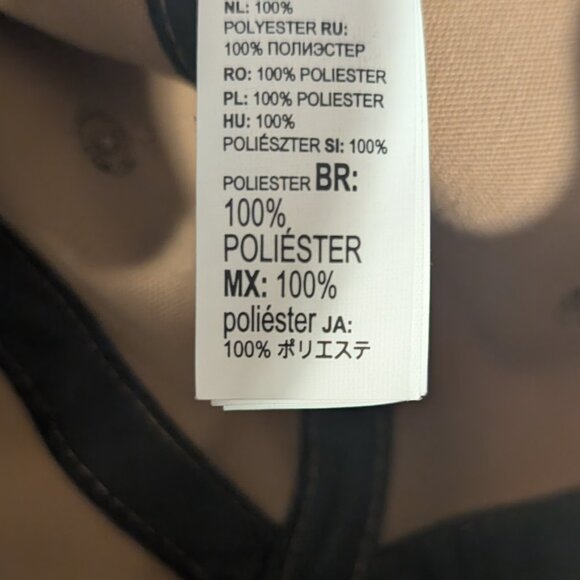 NL: 100%
POLYESTER RU:
100% ПОЛИЭСТЕР
RO: 100% POLIESTER
PL: 100% POLIESTER
HU: 100%
POLIÉSZTER SI: 100%
POLIESTER BR:
100%
POLIÉSTER
MX: 100%
poliéster JA:
100% ポリエステ